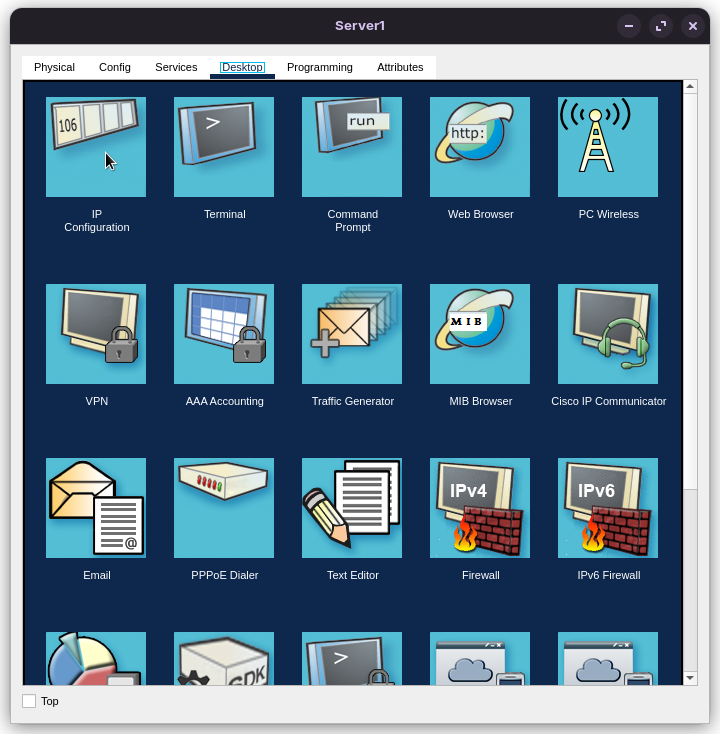 Server1
Physical Config Services Desktop Programming Attributes
106
>
run
http:
IP
Configuration
Terminal
Command
Prompt
Web Browser
PC Wireless
MIB
VPN
AAA Accounting
Traffic Generator
MIB Browser
Cisco IP Communicator
@
IPv4
IPv6
Email
PPPoE Dialer
Text Editor
Firewall
IPv6 Firewall
SDK
>
Top